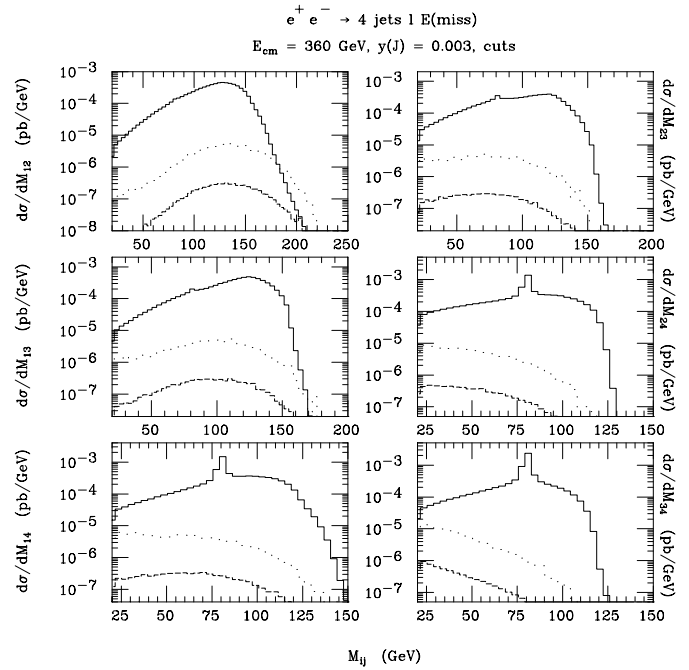 e⁺ e⁻ → 4 jets l E(miss)
E_cm = 360 GeV, y(J) = 0.003, cuts
dσ/dM₁₂ (pb/GeV)
10⁻³
10⁻⁴
10⁻⁵
10⁻⁶
10⁻⁷
10⁻⁸
50 100 150 200 250
dσ/dM₂₃ (pb/GeV)
10⁻³
10⁻⁴
10⁻⁵
10⁻⁶
10⁻⁷
50 100 150 200
dσ/dM₁₃ (pb/GeV)
10⁻³
10⁻⁴
10⁻⁵
10⁻⁶
10⁻⁷
50 100 150 200
dσ/dM₂₄ (pb/GeV)
10⁻³
10⁻⁴
10⁻⁵
10⁻⁶
10⁻⁷
25 50 75 100 125
dσ/dM₁₄ (pb/GeV)
10⁻³
10⁻⁴
10⁻⁵
10⁻⁶
10⁻⁷
25 50 75 100 125 150
dσ/dM₃₄ (pb/GeV)
10⁻³
10⁻⁴
10⁻⁵
10⁻⁶
10⁻⁷
25 50 75 100 125 150
M_ij (GeV)